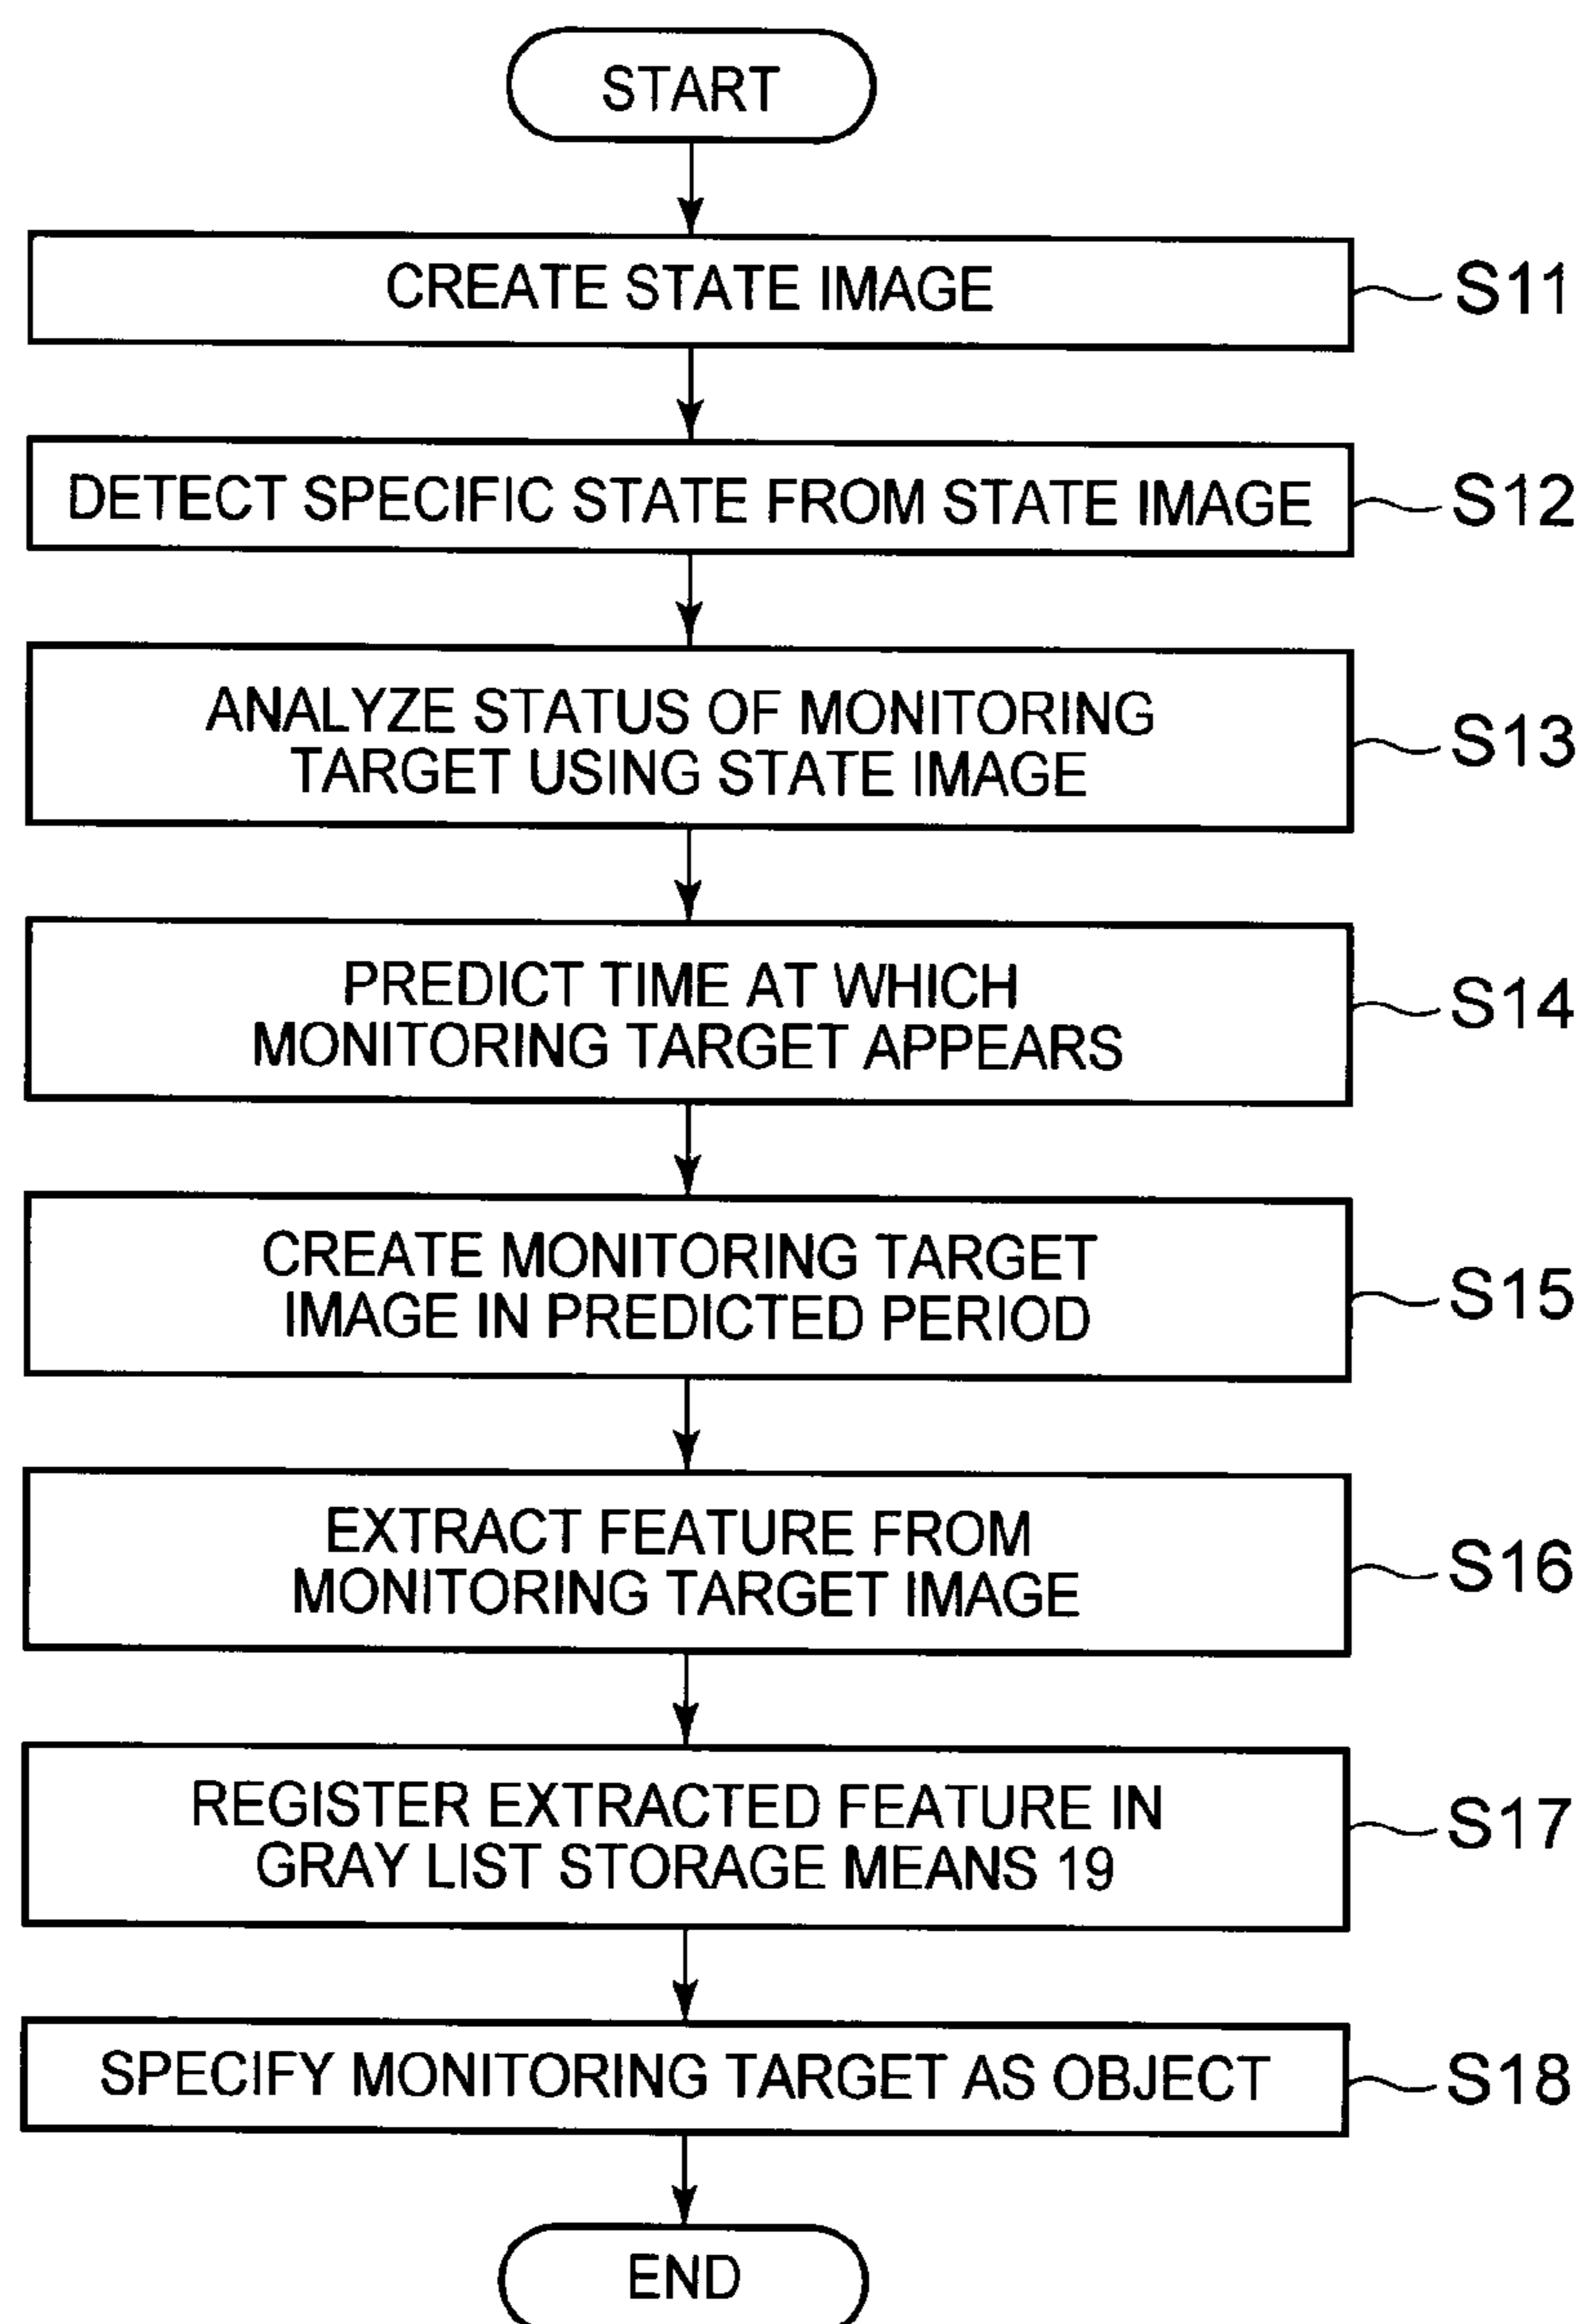 START
CREATE STATE IMAGE
S11
DETECT SPECIFIC STATE FROM STATE IMAGE
S12
ANALYZE STATUS OF MONITORING
TARGET USING STATE IMAGE
S13
PREDICT TIME AT WHICH
MONITORING TARGET APPEARS
S14
CREATE MONITORING TARGET
IMAGE IN PREDICTED PERIOD
S15
EXTRACT FEATURE FROM
MONITORING TARGET IMAGE
S16
REGISTER EXTRACTED FEATURE IN
GRAY LIST STORAGE MEANS 19
S17
SPECIFY MONITORING TARGET AS OBJECT
S18
END